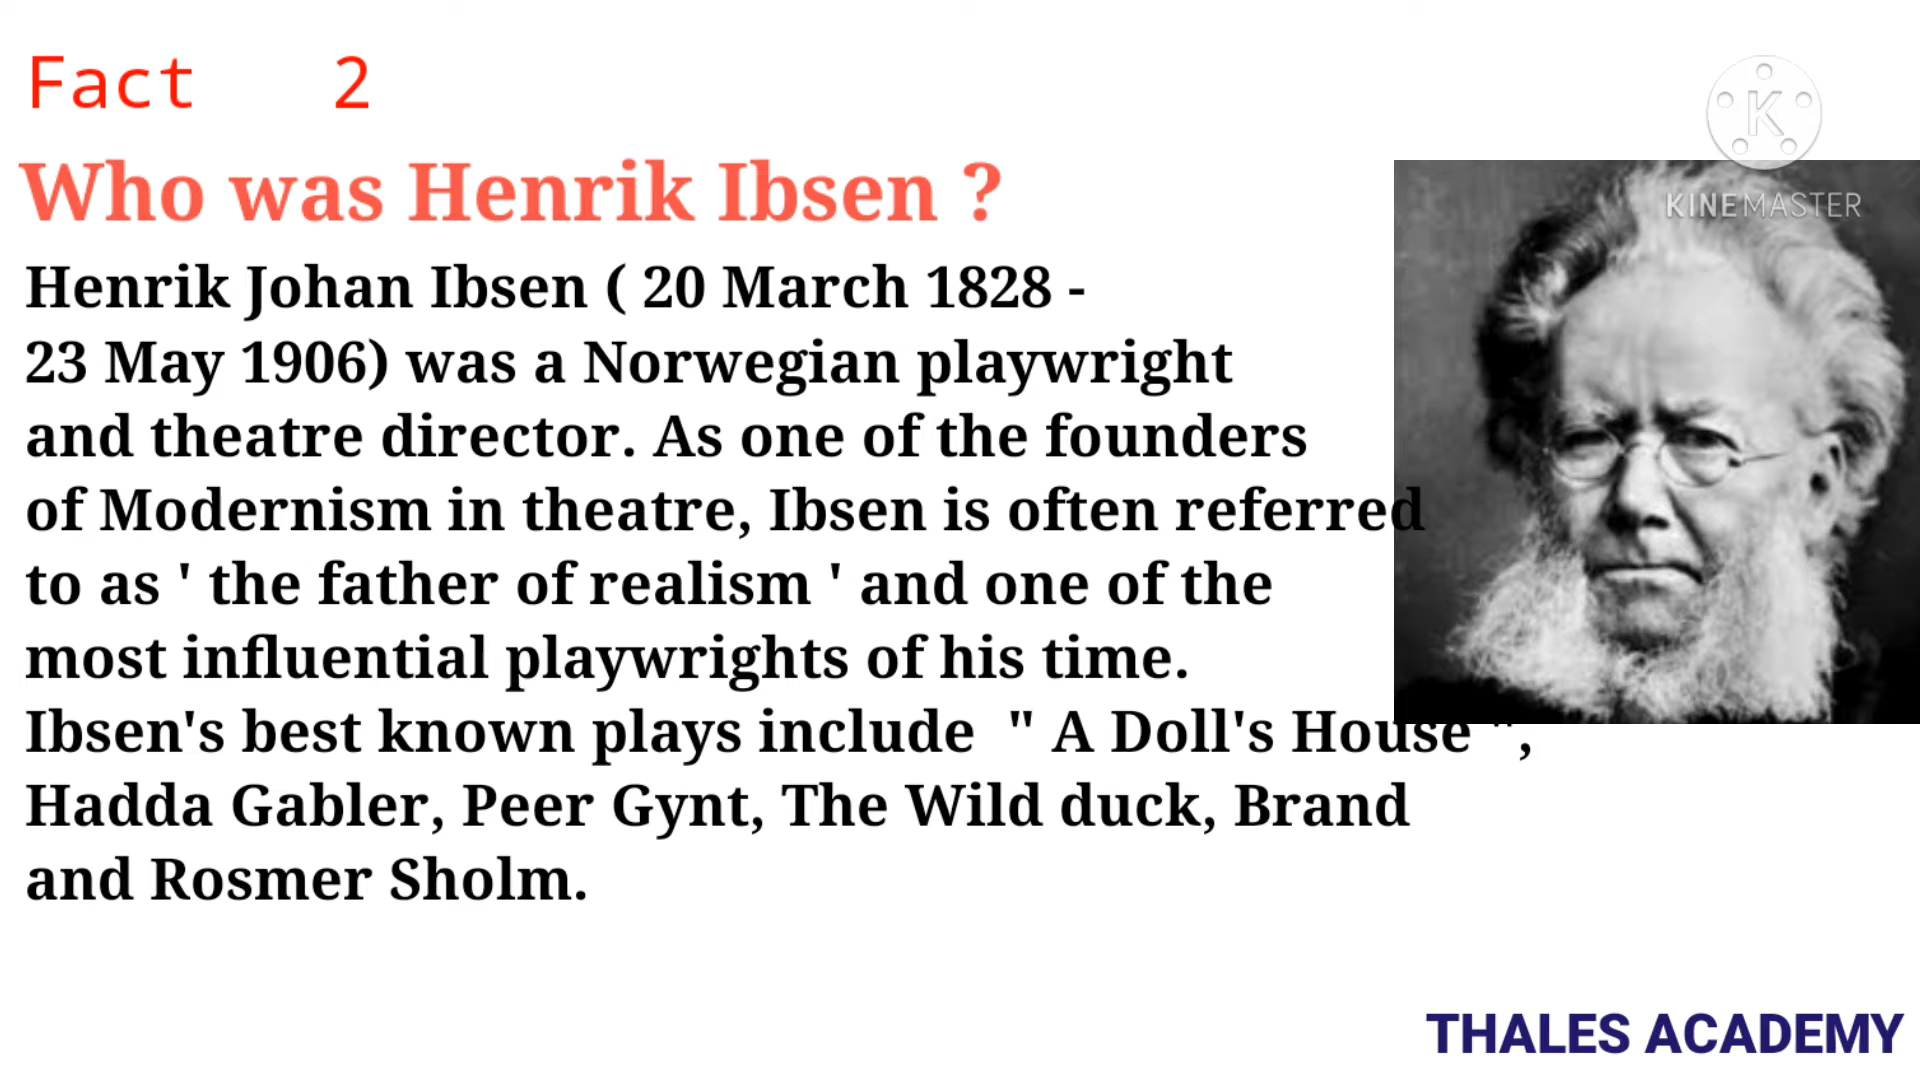 Fact 2
Who was Henrik Ibsen ?
Henrik Johan Ibsen ( 20 March 1828 -
23 May 1906) was a Norwegian playwright
and theatre director. As one of the founders
of Modernism in theatre, Ibsen is often referred
to as ' the father of realism ' and one of the
most influential playwrights of his time.
Ibsen's best known plays include " A Doll's House ",
Hadda Gabler, Peer Gynt, The Wild duck, Brand
and Rosmer Sholm.
K
KINEMASTER
THALES ACADEMY